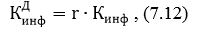 К^Д_инф = r · К_инф , (7.12)